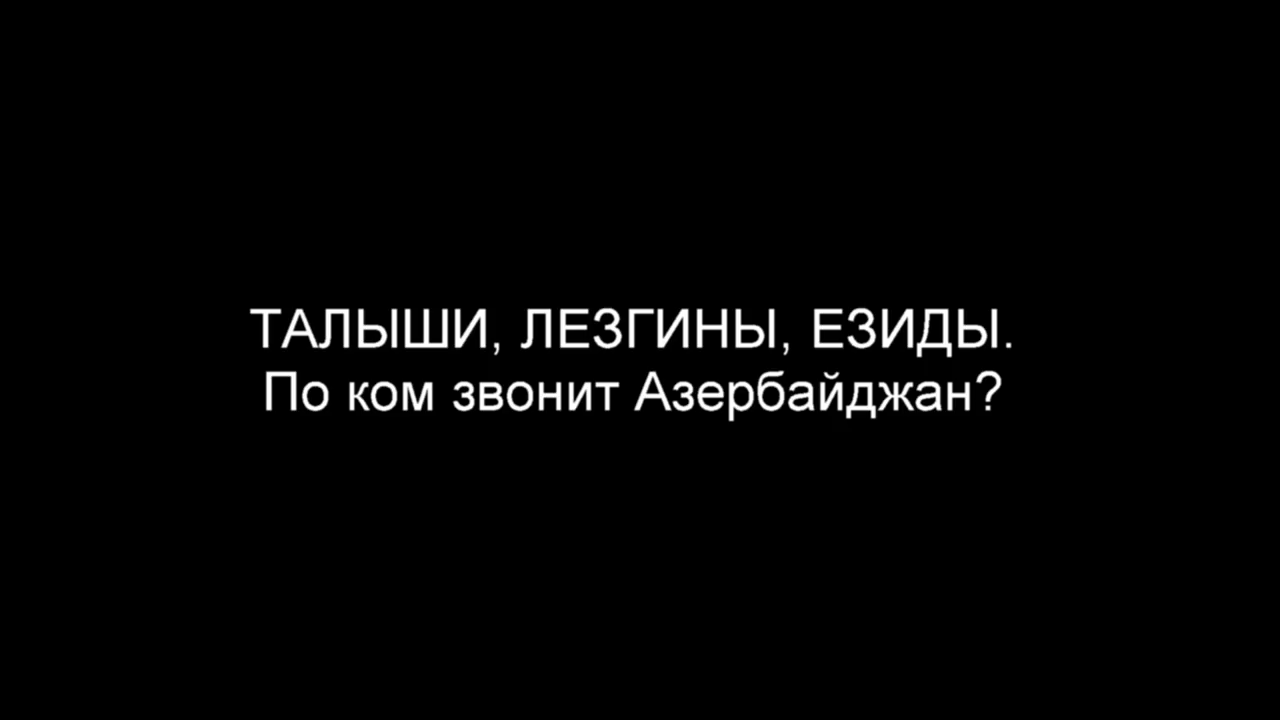 ТАЛЫШИ, ЛЕЗГИНЫ, ЕЗИДЫ.
По ком звонит Азербайджан?